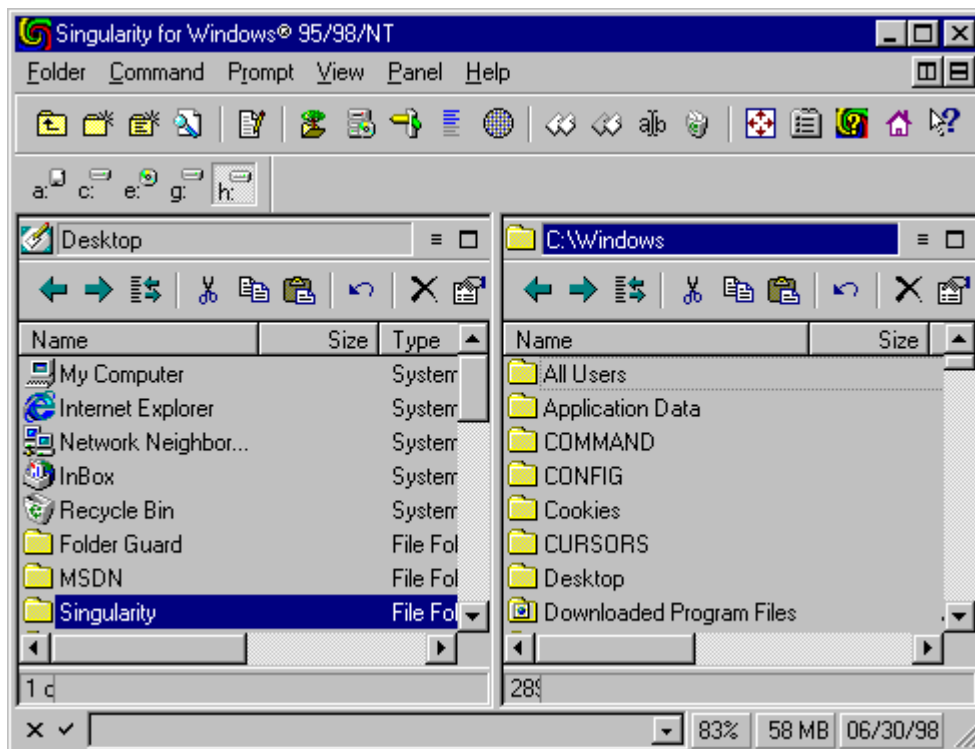 Singularity for Windows® 95/98/NT
Folder Command Prompt View Panel Help
a|b
a: c: e: g: h:
Desktop
C:\Windows
Name Size Type
Name Size
My Computer System
Internet Explorer System
Network Neighbor... System
InBox System
Recycle Bin System
Folder Guard File Fol
MSDN File Fol
Singularity File Fol
All Users
Application Data
COMMAND
CONFIG
Cookies
CURSORS
Desktop
Downloaded Program Files
1
83% 58 MB 06/30/98